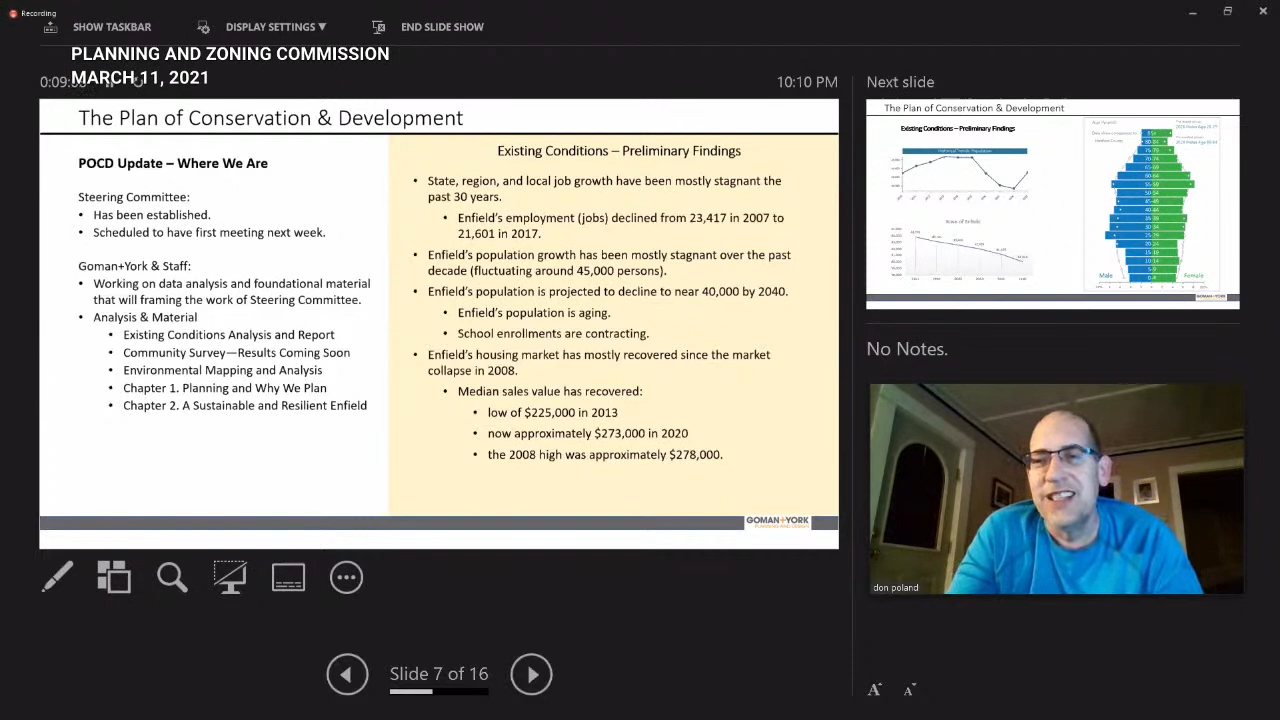 Recording
SHOW TASKBAR
DISPLAY SETTINGS ▼
END SLIDE SHOW
PLANNING AND ZONING COMMISSION
MARCH 11, 2021
10:10 PM
The Plan of Conservation & Development
POCD Update – Where We Are
Steering Committee:
• Has been established.
• Scheduled to have first meeting next week.
Goman+York & Staff:
• Working on data analysis and foundational material
that will framing the work of Steering Committee.
• Analysis & Material
• Existing Conditions Analysis and Report
• Community Survey—Results Coming Soon
• Environmental Mapping and Analysis
• Chapter 1. Planning and Why We Plan
• Chapter 2. A Sustainable and Resilient Enfield
Existing Conditions – Preliminary Findings
• State, region, and local job growth have been mostly stagnant the
past 30 years.
• Enfield's employment (jobs) declined from 23,417 in 2007 to
21,601 in 2017.
• Enfield's population growth has been mostly stagnant over the past
decade (fluctuating around 45,000 persons).
• Enfield's population is projected to decline to near 40,000 by 2040.
• Enfield's population is aging.
• School enrollments are contracting.
• Enfield's housing market has mostly recovered since the market
collapse in 2008.
• Median sales value has recovered:
• low of $225,000 in 2013
• now approximately $273,000 in 2020
• the 2008 high was approximately $278,000.
GOMAN+YORK
PLANNING AND DESIGN
Slide 7 of 16
Next slide
The Plan of Conservation & Development
Existing Conditions – Preliminary Findings
Historical Trends: Population
Male
Female
GOMAN+YORK
No Notes.
don poland
A A